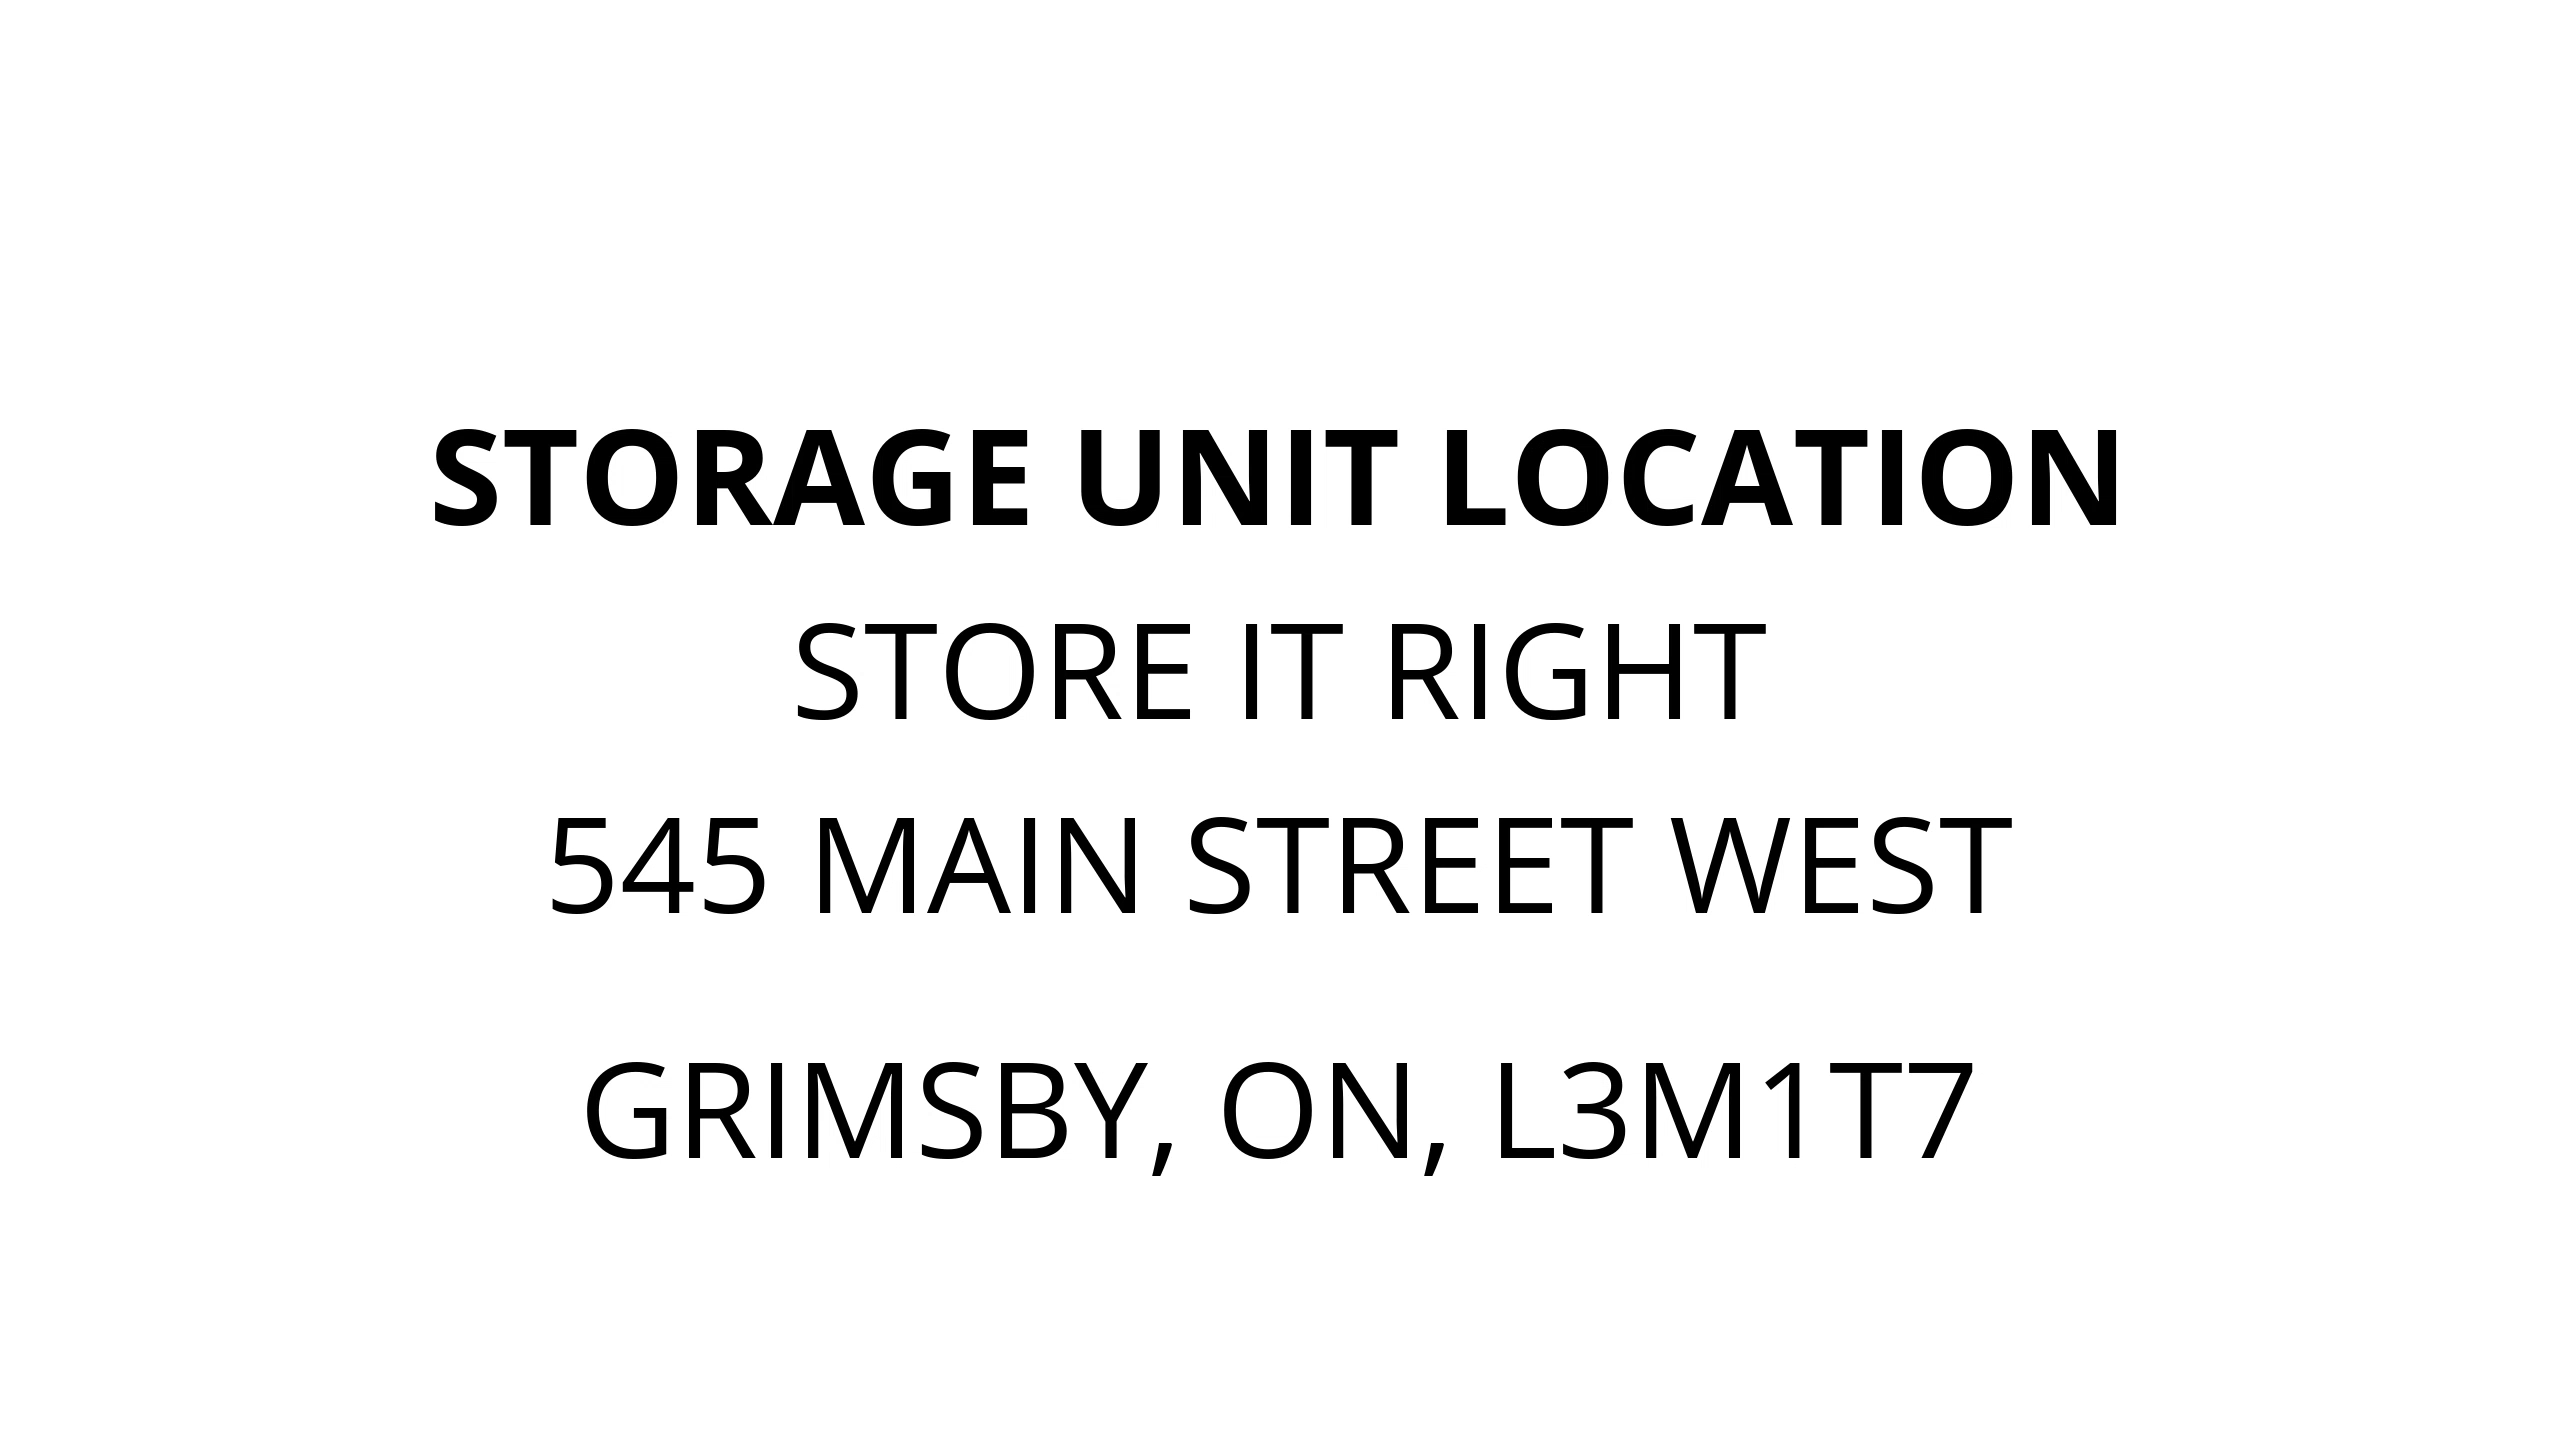 STORAGE UNIT LOCATION
STORE IT RIGHT
545 MAIN STREET WEST
GRIMSBY, ON, L3M1T7